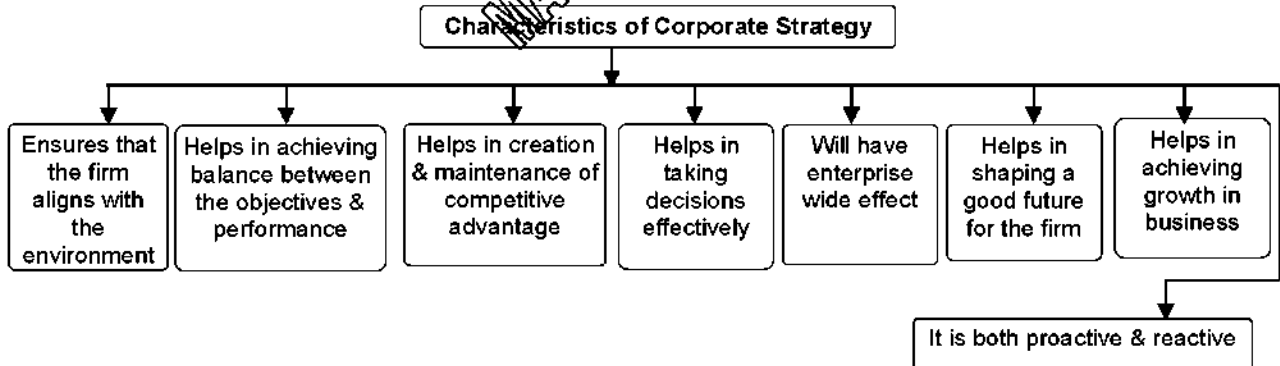 Characteristics of Corporate Strategy
Ensures that
the firm
aligns with
the
environment
Helps in achieving
balance between
the objectives &
performance
Helps in creation
& maintenance of
competitive
advantage
Helps in
taking
decisions
effectively
Will have
enterprise
wide effect
Helps in
shaping a
good future
for the firm
Helps in
achieving
growth in
business
It is both proactive & reactive